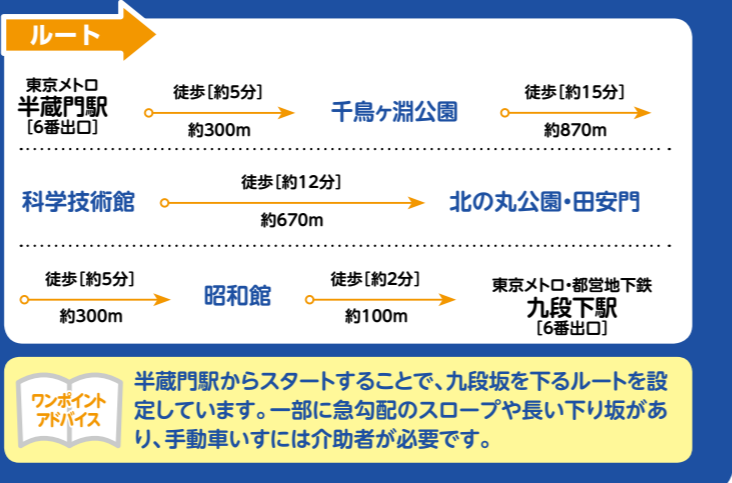 ルート
東京メトロ
半蔵門駅
[6番出口]
徒歩[約5分]
約300m
千鳥ヶ淵公園
徒歩[約15分]
約870m
科学技術館
徒歩[約12分]
約670m
北の丸公園・田安門
徒歩[約5分]
約300m
昭和館
徒歩[約2分]
約100m
東京メトロ・都営地下鉄
九段下駅
[6番出口]
ワンポイント
アドバイス
半蔵門駅からスタートすることで、九段坂を下るルートを設
定しています。一部に急勾配のスロープや長い下り坂があ
り、手動車いすには介助者が必要です。